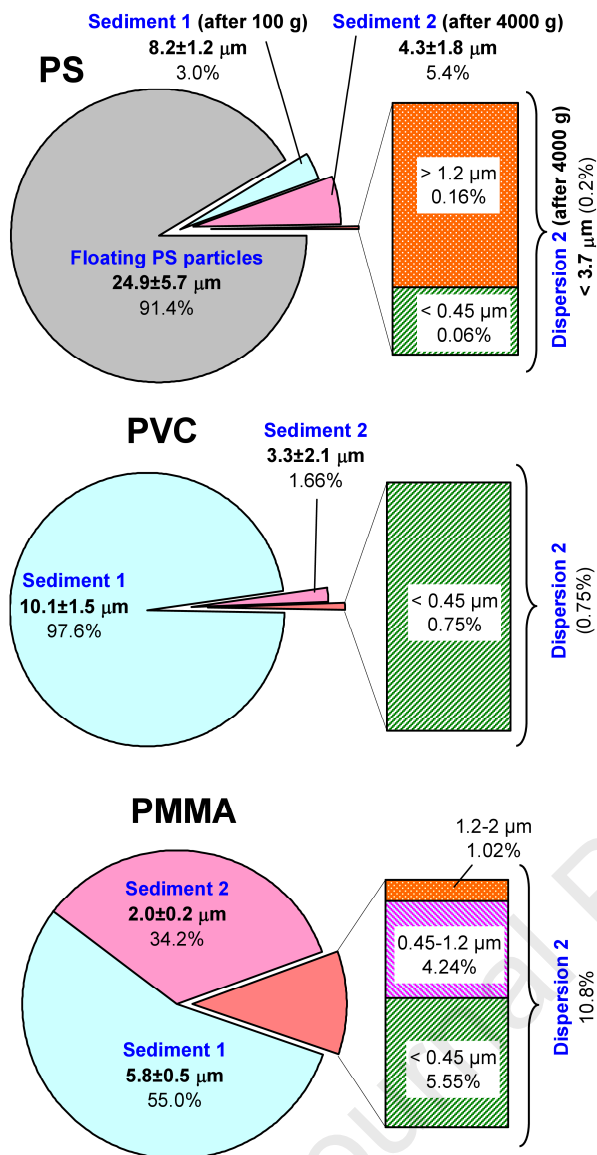 Sediment 1 (after 100 g)
8.2±1.2 μm
3.0%
Sediment 2 (after 4000 g)
4.3±1.8 μm
5.4%
PS
Floating PS particles
24.9±5.7 μm
91.4%
> 1.2 μm
0.16%
< 0.45 μm
0.06%
Dispersion 2 (after 4000 g)
< 3.7 μm (0.2%)
PVC
Sediment 2
3.3±2.1 μm
1.66%
Sediment 1
10.1±1.5 μm
97.6%
< 0.45 μm
0.75%
Dispersion 2
(0.75%)
PMMA
Sediment 2
2.0±0.2 μm
34.2%
Sediment 1
5.8±0.5 μm
55.0%
1.2-2 μm
1.02%
0.45-1.2 μm
4.24%
< 0.45 μm
5.55%
Dispersion 2
10.8%
Journal P